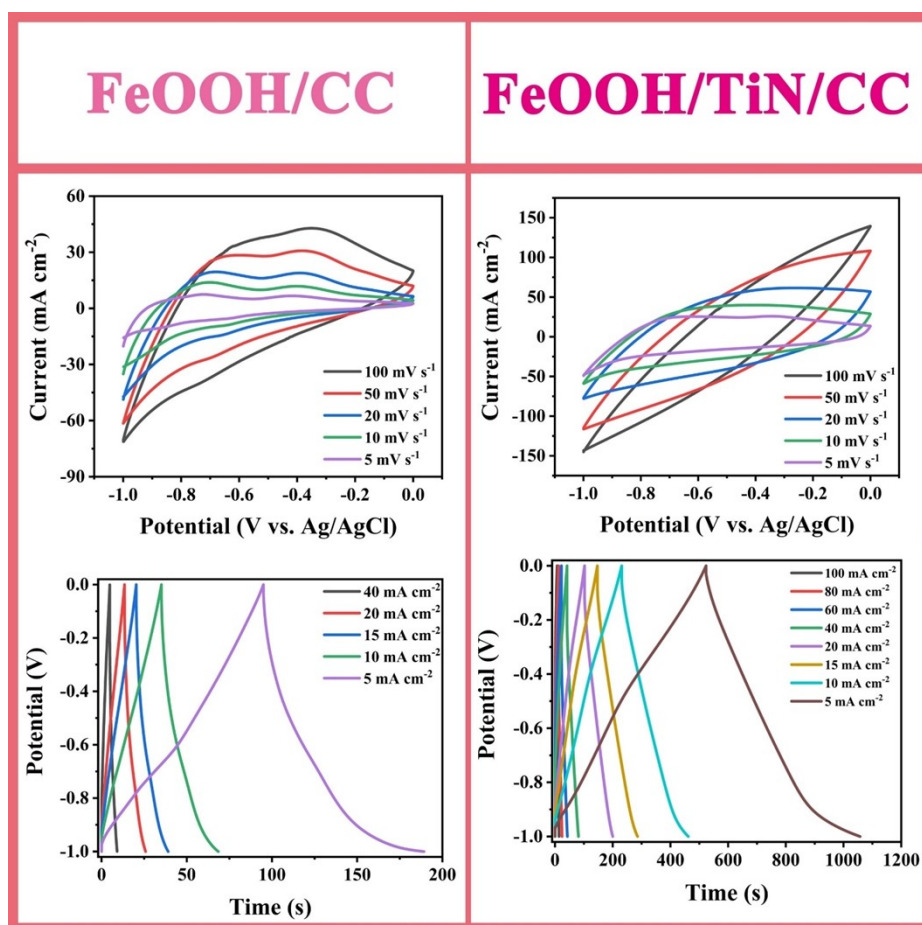 FeOOH/CC
FeOOH/TiN/CC
60
30
0
-30
-60
-90
Current (mA cm⁻²)
100 mV s⁻¹
50 mV s⁻¹
20 mV s⁻¹
10 mV s⁻¹
5 mV s⁻¹
-1.0 -0.8 -0.6 -0.4 -0.2 0.0
Potential (V vs. Ag/AgCl)
150
100
50
0
-50
-100
-150
Current (mA cm⁻²)
100 mV s⁻¹
50 mV s⁻¹
20 mV s⁻¹
10 mV s⁻¹
5 mV s⁻¹
-1.0 -0.8 -0.6 -0.4 -0.2 0.0
Potential (V vs. Ag/AgCl)
0.0
-0.2
-0.4
-0.6
-0.8
-1.0
Potential (V)
40 mA cm⁻²
20 mA cm⁻²
15 mA cm⁻²
10 mA cm⁻²
5 mA cm⁻²
0 50 100 150 200
Time (s)
0.0
-0.2
-0.4
-0.6
-0.8
-1.0
Potential (V)
100 mA cm⁻²
80 mA cm⁻²
60 mA cm⁻²
40 mA cm⁻²
20 mA cm⁻²
15 mA cm⁻²
10 mA cm⁻²
5 mA cm⁻²
0 200 400 600 800 1000 1200
Time (s)